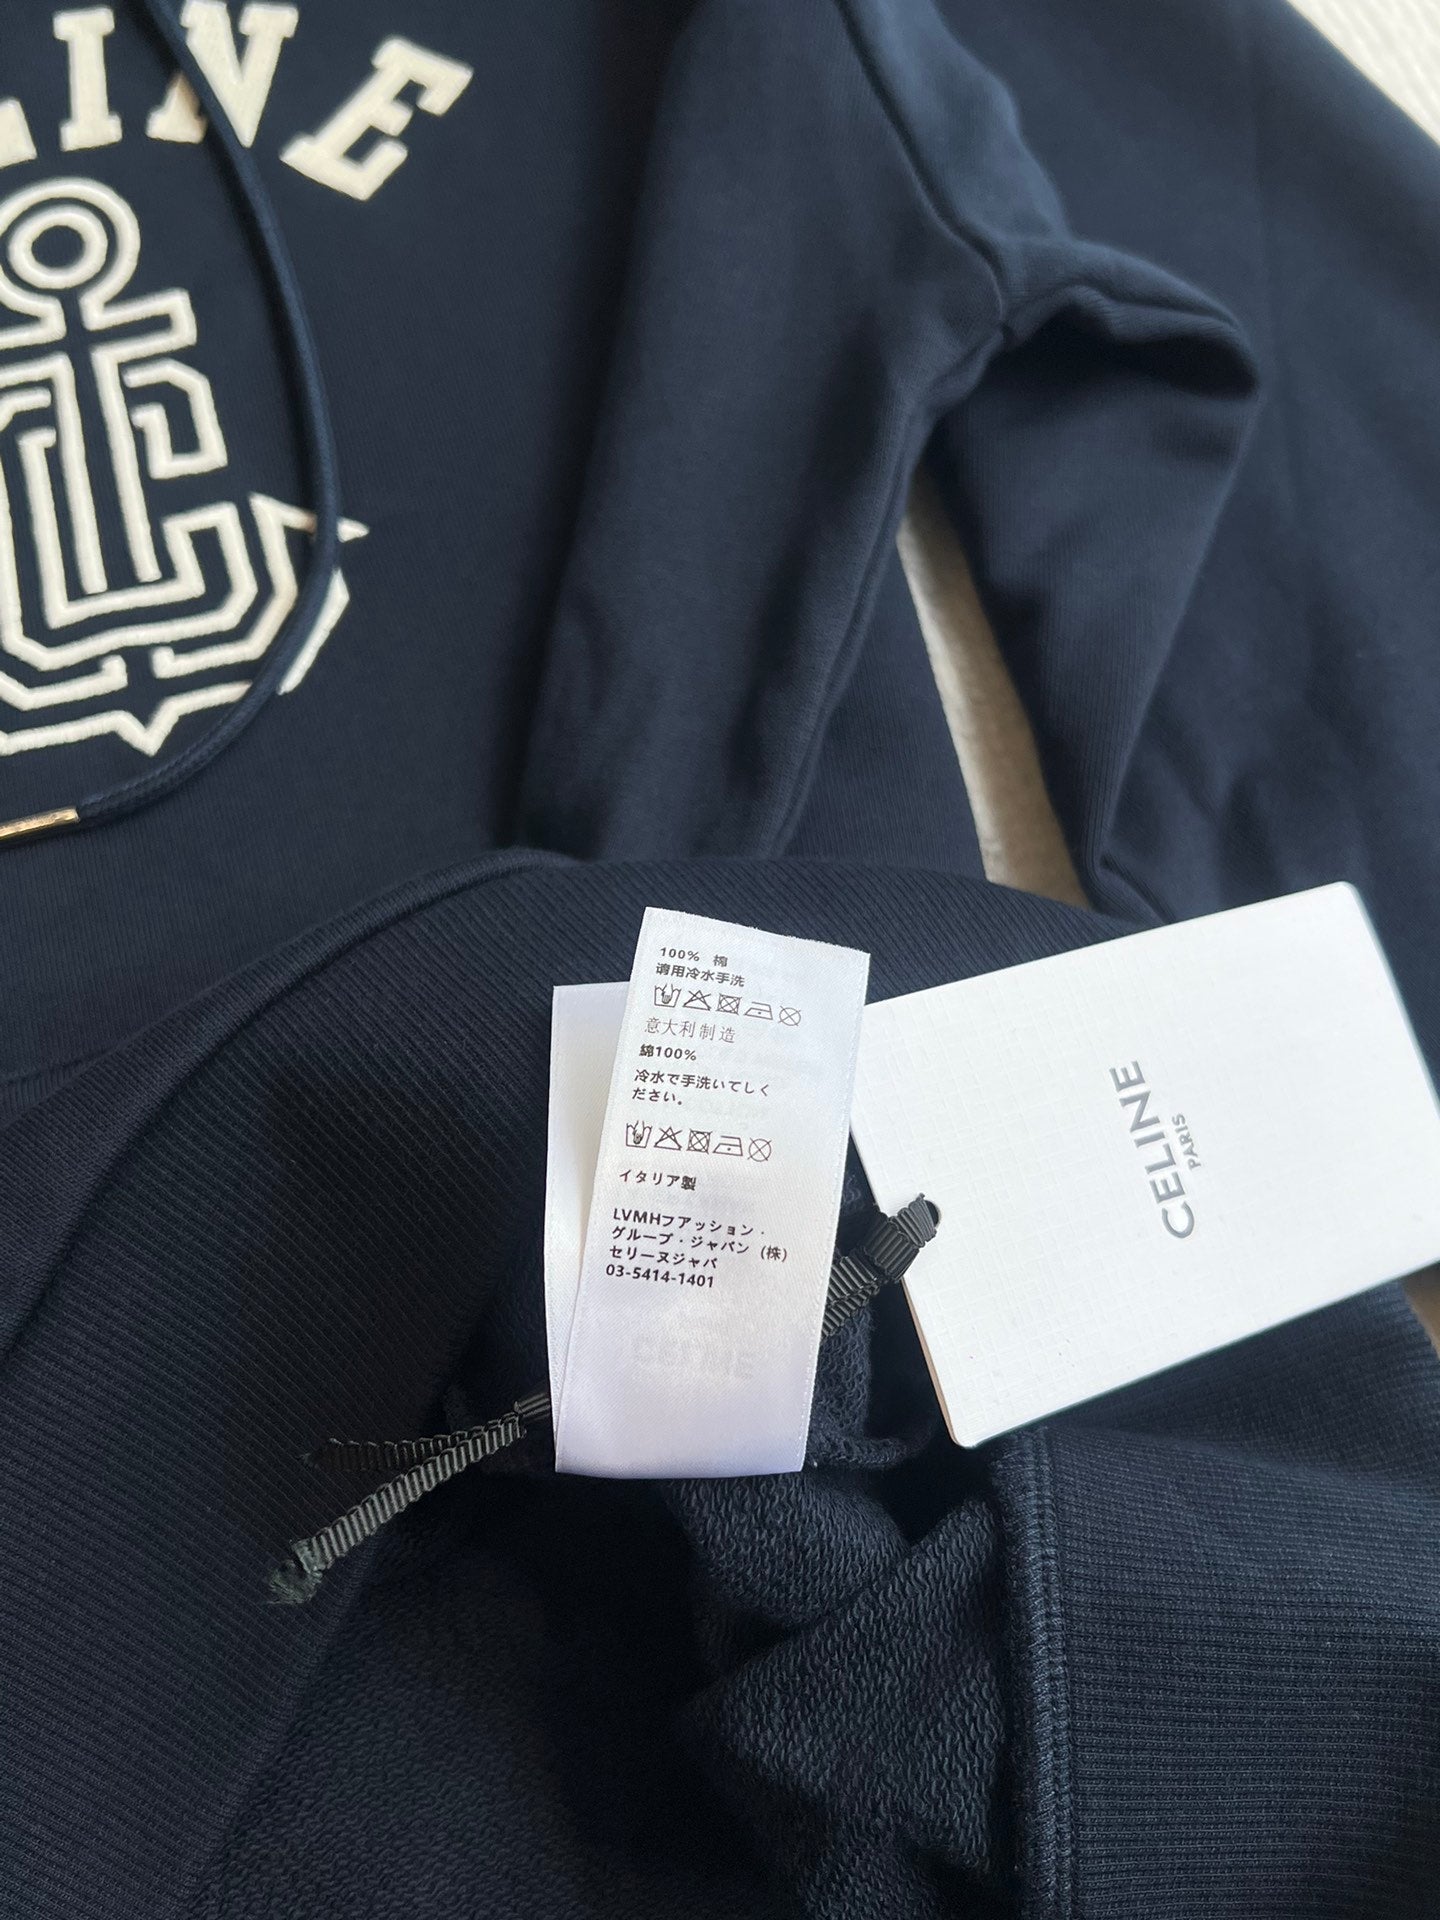 LINE
100% 棉
请用冷水手洗
意大利制造
綿100%
冷水で手洗いてしく
ださい。
イタリア製
LVMHフアッション・
グループ・ジャパン（株）
セリーヌジャパ
03-5414-1401
CELINE
PARIS